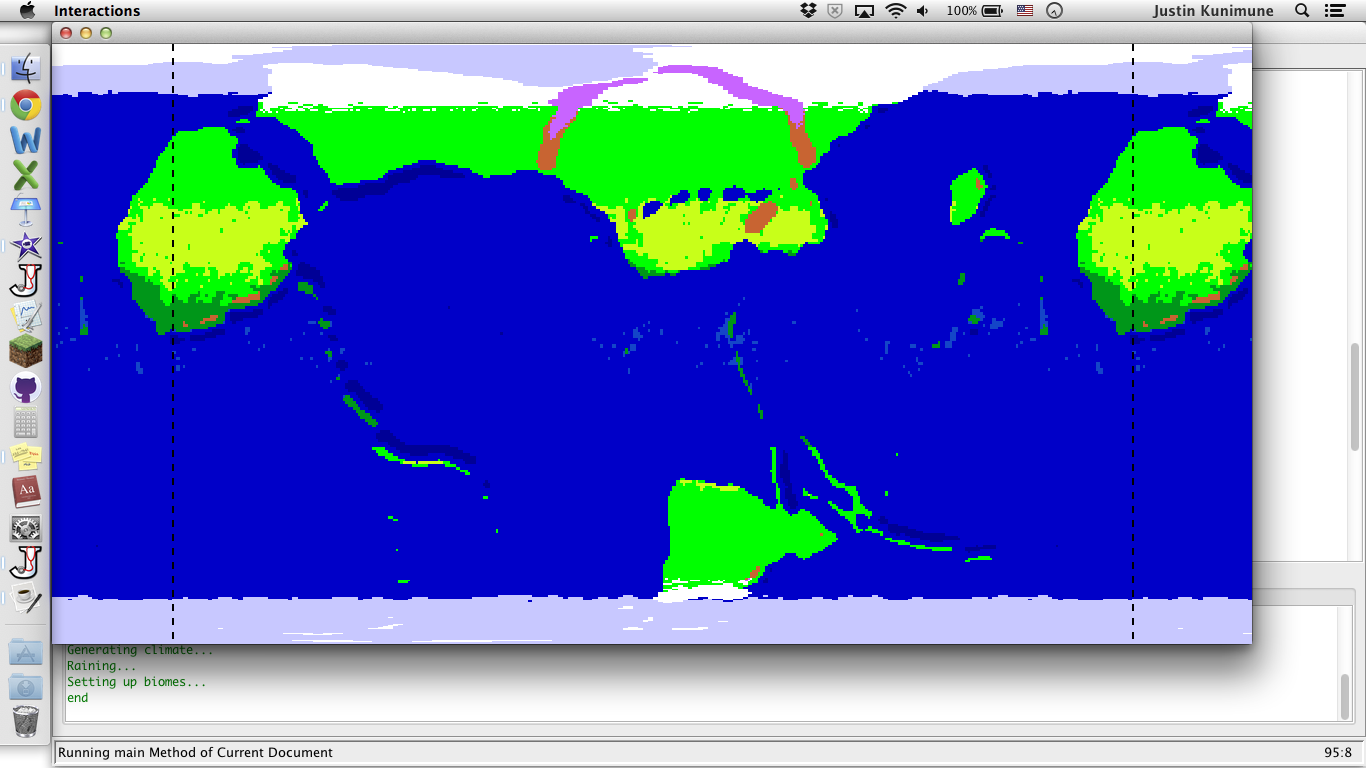 Interactions
100%
Justin Kunimune
Generating climate...
Raining...
Setting up biomes...
end
Aa
Running main Method of Current Document
95:8